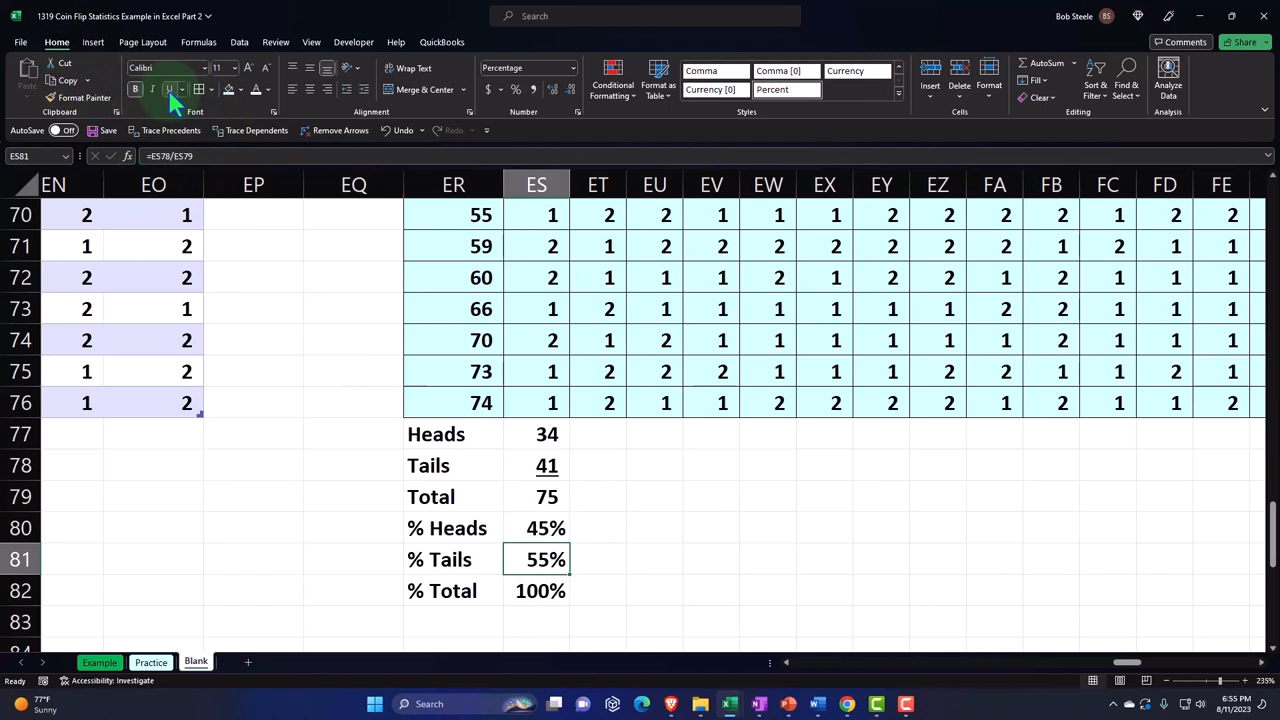 1319 Coin Flip Statistics Example in Excel Part 2
Search
Bob Steele BS
File Home Insert Page Layout Formulas Data Review View Developer Help QuickBooks
Comments Share
Cut
Copy
Format Painter
Paste
Clipboard
Calibri 11
B I U
Font
Wrap Text
Merge & Center
Alignment
Percentage
Number
Conditional Formatting
Format as Table
Comma Comma [0] Currency
Currency [0] Percent
Styles
Insert Delete Format
Cells
AutoSum
Fill
Clear
Sort & Filter
Find & Select
Editing
Analyze Data
Analysis
AutoSave Off Save Trace Precedents Trace Dependents Remove Arrows Undo Redo
ES81 fx =ES78/ES79
EN EO EP EQ ER ES ET EU EV EW EX EY EZ FA FB FC FD FE
70 2 1 55 1 2 2 1 1 1 2 2 2 1 2 2
71 1 2 59 2 1 2 2 2 2 2 2 1 2 1 1
72 2 2 60 2 1 1 1 2 1 2 1 2 1 1 1
73 2 1 66 1 2 1 1 1 1 1 2 2 1 1 1
74 2 2 70 2 1 2 1 1 1 2 1 2 1 1 1
75 1 2 73 1 2 2 2 1 1 1 2 1 1 2 1
76 1 2 74 1 2 1 1 2 2 2 1 2 1 1 2
77 Heads 34
78 Tails 41
79 Total 75
80 % Heads 45%
81 % Tails 55%
82 % Total 100%
83
84
Example Practice Blank
Ready Accessibility: Investigate 235%
77°F
Sunny
Search
6:55 PM
8/11/2023